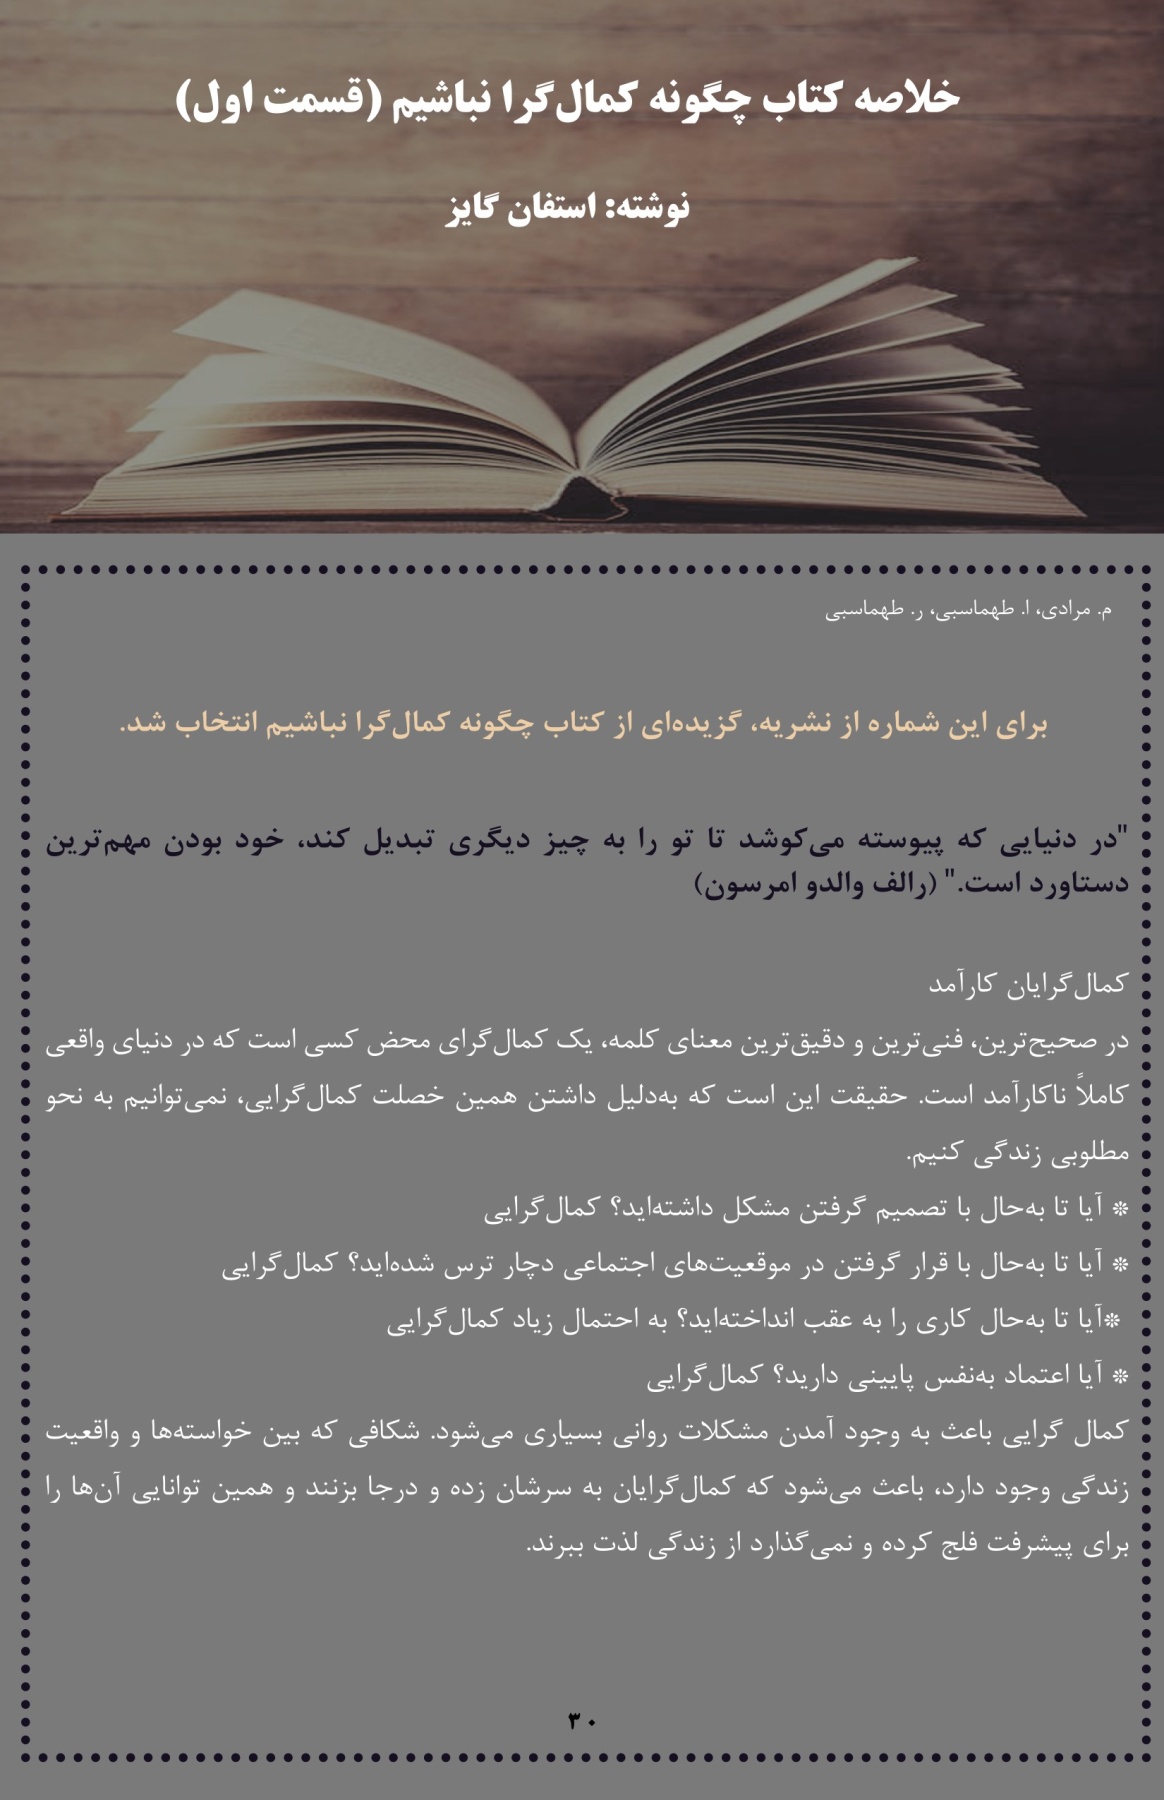 خلاصه کتاب چگونه کمال‌گرا نباشیم (قسمت اول)
نوشته: استفان گایز
م. مرادی، ا. طهماسبی، ر. طهماسبی
برای این شماره از نشریه، گزیده‌ای از کتاب چگونه کمال‌گرا نباشیم انتخاب شد.
"در دنیایی که پیوسته می‌کوشد تا تو را به چیز دیگری تبدیل کند، خود بودن مهم‌ترین
دستاورد است." (رالف والدو امرسون)
کمال‌گرایان کارآمد
در صحیح‌ترین، فنی‌ترین و دقیق‌ترین معنای کلمه، یک کمال‌گرای محض کسی است که در دنیای واقعی
کاملاً ناکارآمد است. حقیقت این است که به‌دلیل داشتن همین خصلت کمال‌گرایی، نمی‌توانیم به نحو
مطلوبی زندگی کنیم.
* آیا تا به‌حال با تصمیم گرفتن مشکل داشته‌اید؟ کمال‌گرایی
* آیا تا به‌حال با قرار گرفتن در موقعیت‌های اجتماعی دچار ترس شده‌اید؟ کمال‌گرایی
*آیا تا به‌حال کاری را به عقب انداخته‌اید؟ به احتمال زیاد کمال‌گرایی
* آیا اعتماد به‌نفس پایینی دارید؟ کمال‌گرایی
کمال گرایی باعث به وجود آمدن مشکلات روانی بسیاری می‌شود. شکافی که بین خواسته‌ها و واقعیت
زندگی وجود دارد، باعث می‌شود که کمال‌گرایان به سرشان زده و درجا بزنند و همین توانایی آن‌ها را
برای پیشرفت فلج کرده و نمی‌گذارد از زندگی لذت ببرند.
۳۰